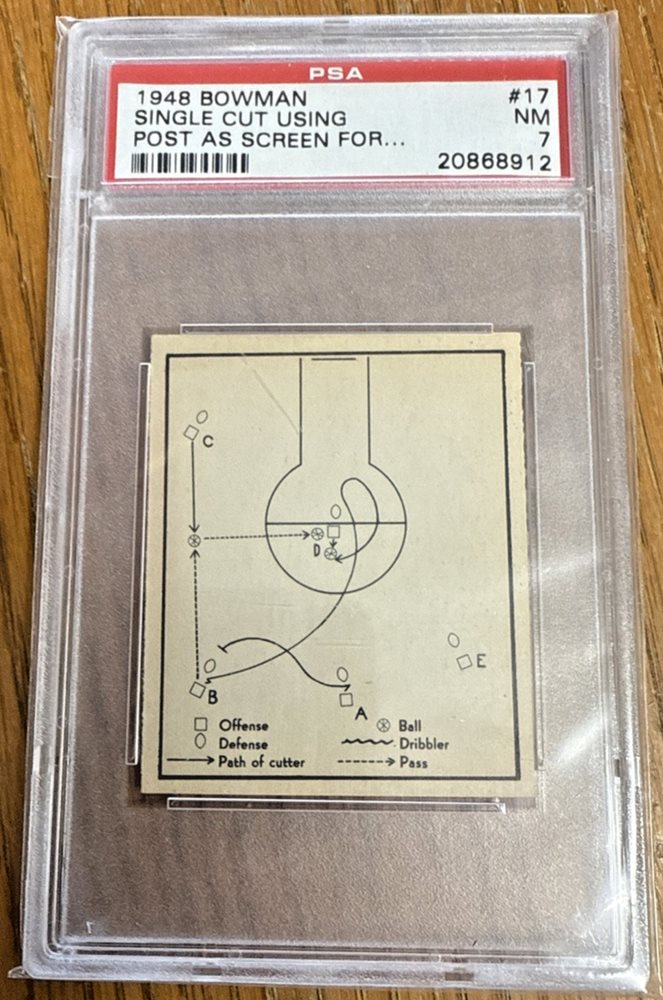 PSA
1948 BOWMAN #17
SINGLE CUT USING NM
POST AS SCREEN FOR... 7
20868912
C
D
E
B
A
Offense Ball
Defense Dribbler
Path of cutter Pass